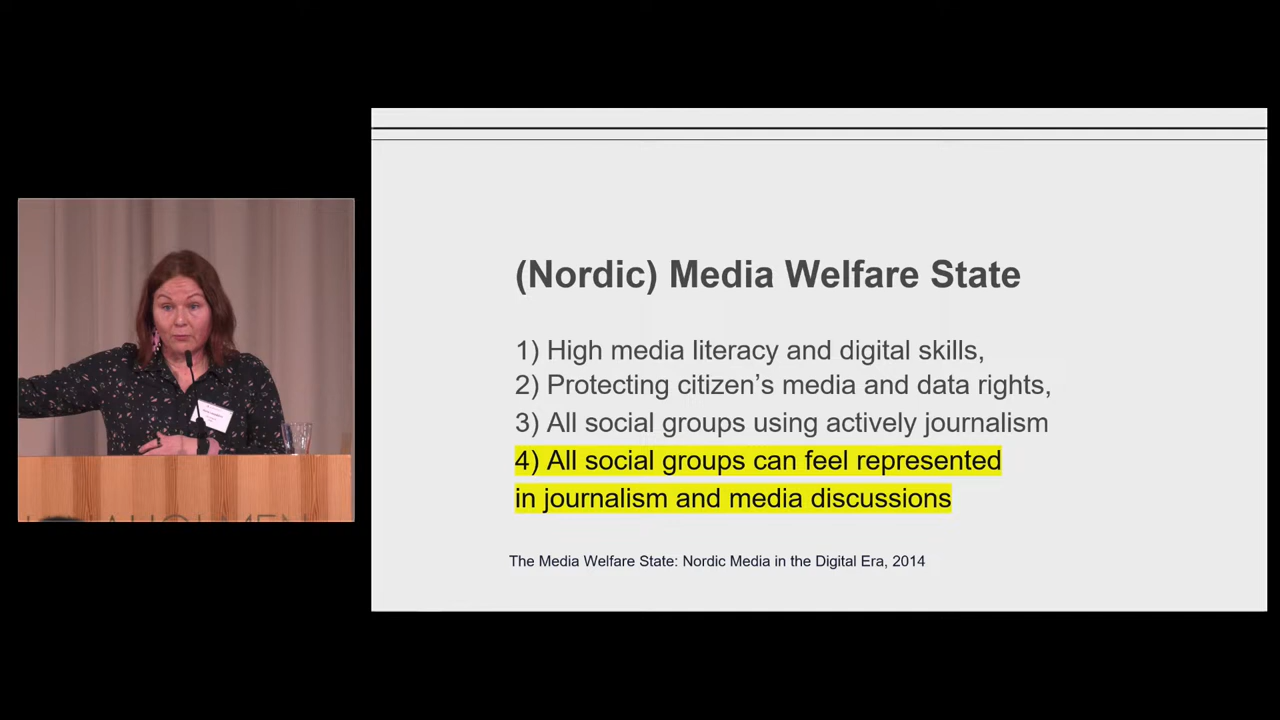 (Nordic) Media Welfare State
1) High media literacy and digital skills,
2) Protecting citizen’s media and data rights,
3) All social groups using actively journalism
4) All social groups can feel represented
in journalism and media discussions
The Media Welfare State: Nordic Media in the Digital Era, 2014